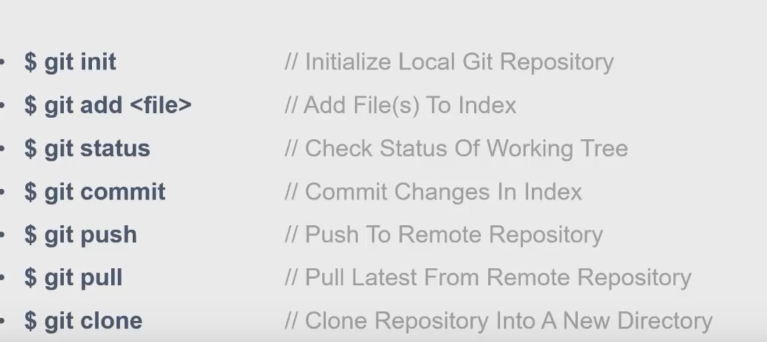 • $ git init // Initialize Local Git Repository
• $ git add <file> // Add File(s) To Index
• $ git status // Check Status Of Working Tree
• $ git commit // Commit Changes In Index
• $ git push // Push To Remote Repository
• $ git pull // Pull Latest From Remote Repository
• $ git clone // Clone Repository Into A New Directory